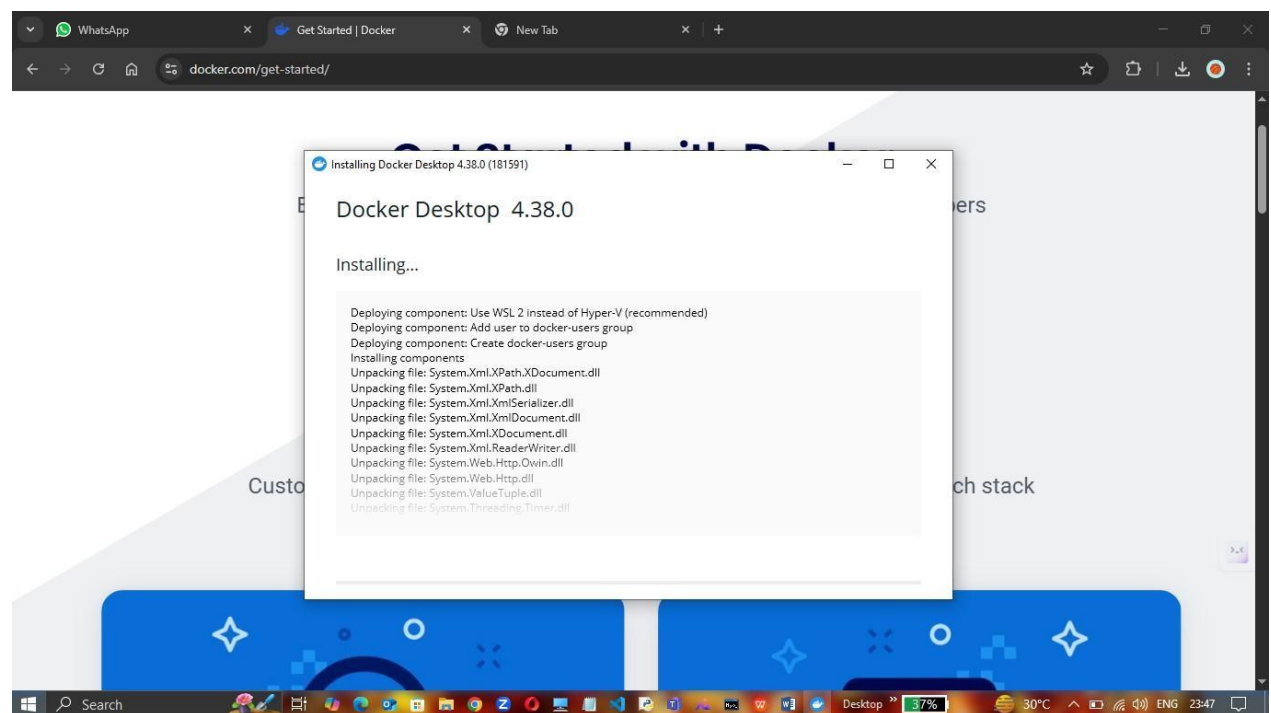 WhatsApp
Get Started | Docker
New Tab
docker.com/get-started/
Installing Docker Desktop 4.38.0 (181591)
Docker Desktop 4.38.0
ers
Installing...
Deploying component: Use WSL 2 instead of Hyper-V (recommended)
Deploying component: Add user to docker-users group
Deploying component: Create docker-users group
Installing components
Unpacking file: System.Xml.XPath.XDocument.dll
Unpacking file: System.Xml.XPath.dll
Unpacking file: System.Xml.XmlSerializer.dll
Unpacking file: System.Xml.XmlDocument.dll
Unpacking file: System.Xml.XDocument.dll
Unpacking file: System.Xml.ReaderWriter.dll
Unpacking file: System.Web.Http.Owin.dll
Unpacking file: System.Web.Http.dll
Unpacking file: System.ValueTuple.dll
Unpacking file: System.Threading.Timer.dll
Custo
ch stack
Search
Desktop
37%
30°C
ENG
23:47